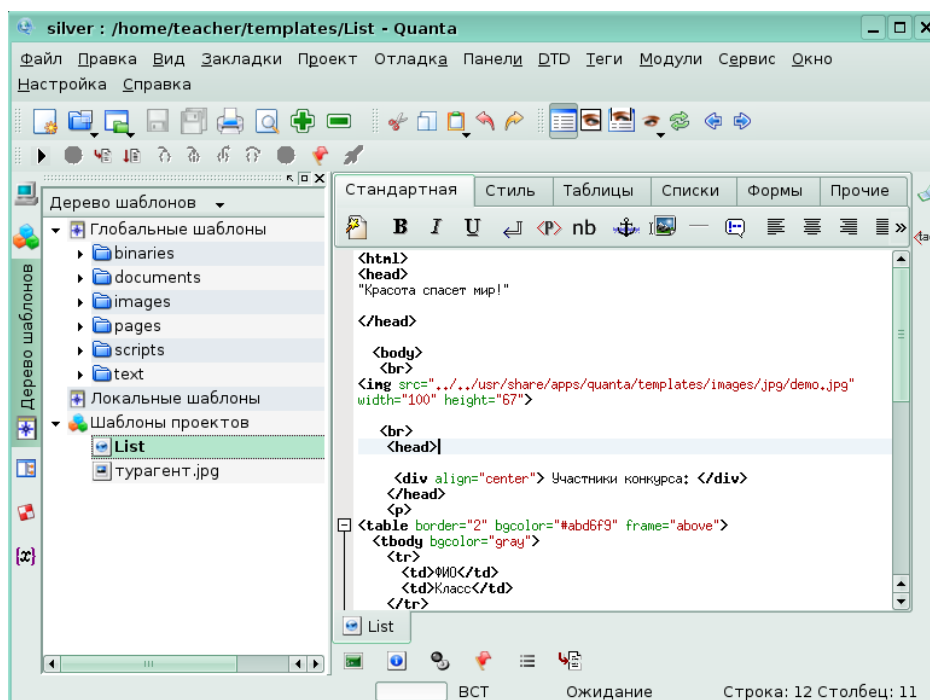 silver : /home/teacher/templates/List - Quanta
Файл Правка Вид Закладки Проект Отладка Панели DTD Теги Модули Сервис Окно
Настройка Справка
Дерево шаблонов
Дерево шаблонов
Глобальные шаблоны
binaries
documents
images
pages
scripts
text
Локальные шаблоны
Шаблоны проектов
List
турагент.jpg
{x}
Стандартная Стиль Таблицы Списки Формы Прочие
B I U <P> nb »
<html>
<head>
"Красота спасет мир!"
</head>
<body>
<br>
<img src="../../usr/share/apps/quanta/templates/images/jpg/demo.jpg"
width="100" height="67">
<br>
<head>
<div align="center"> Участники конкурса: </div>
</head>
<p>
<table border="2" bgcolor="#abd6f9" frame="above">
<tbody bgcolor="gray">
<tr>
<td>ФИО</td>
<td>Класс</td>
</tr>
List
ВСТ Ожидание Строка: 12 Столбец: 11